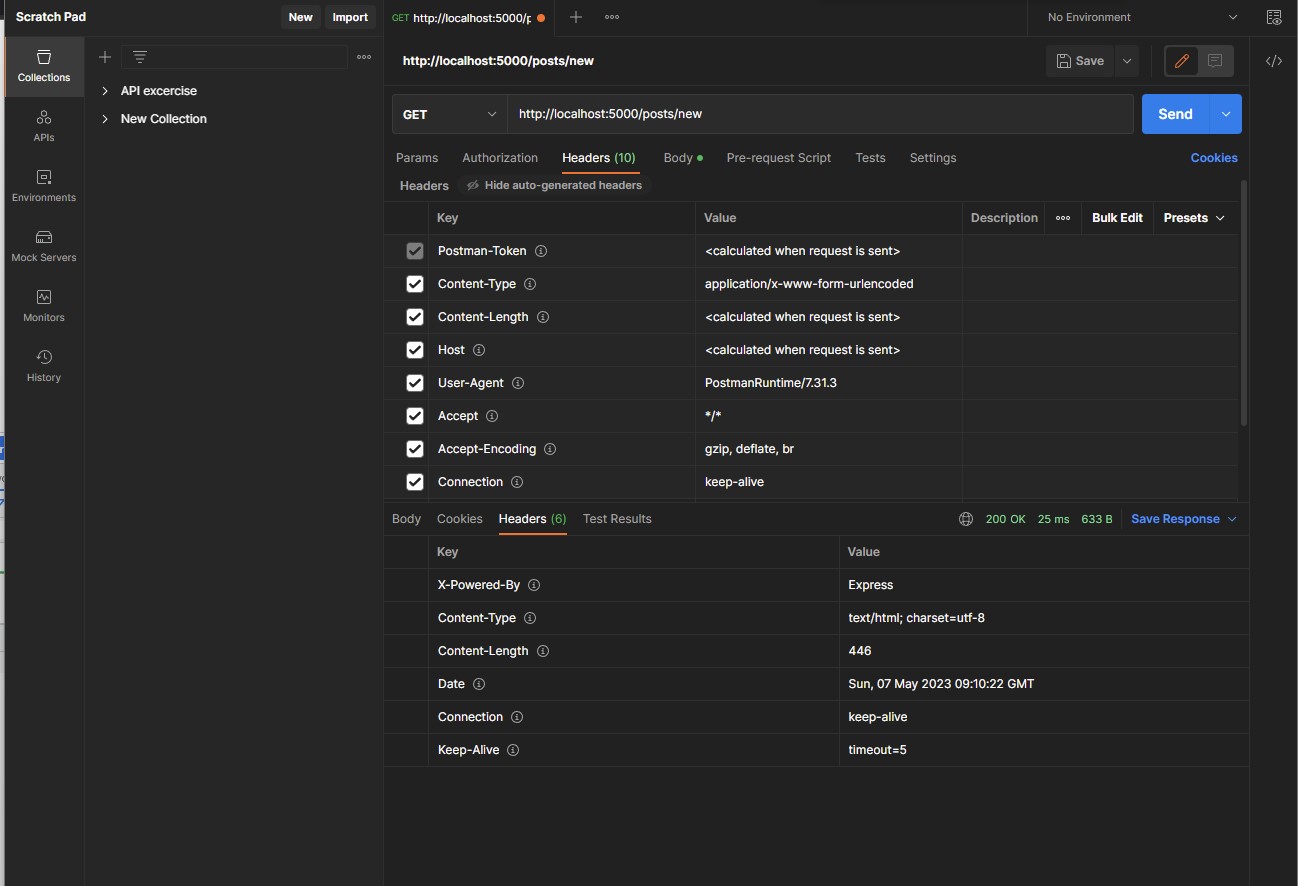 Scratch Pad
New
Import
GET http://localhost:5000/p
No Environment
Collections
APIs
Environments
Mock Servers
Monitors
History
API excercise
New Collection
http://localhost:5000/posts/new
Save
GET
http://localhost:5000/posts/new
Send
Params Authorization Headers (10) Body Pre-request Script Tests Settings Cookies
Headers Hide auto-generated headers
Key Value Description Bulk Edit Presets
Postman-Token <calculated when request is sent>
Content-Type application/x-www-form-urlencoded
Content-Length <calculated when request is sent>
Host <calculated when request is sent>
User-Agent PostmanRuntime/7.31.3
Accept */*
Accept-Encoding gzip, deflate, br
Connection keep-alive
Body Cookies Headers (6) Test Results 200 OK 25 ms 633 B Save Response
Key Value
X-Powered-By Express
Content-Type text/html; charset=utf-8
Content-Length 446
Date Sun, 07 May 2023 09:10:22 GMT
Connection keep-alive
Keep-Alive timeout=5